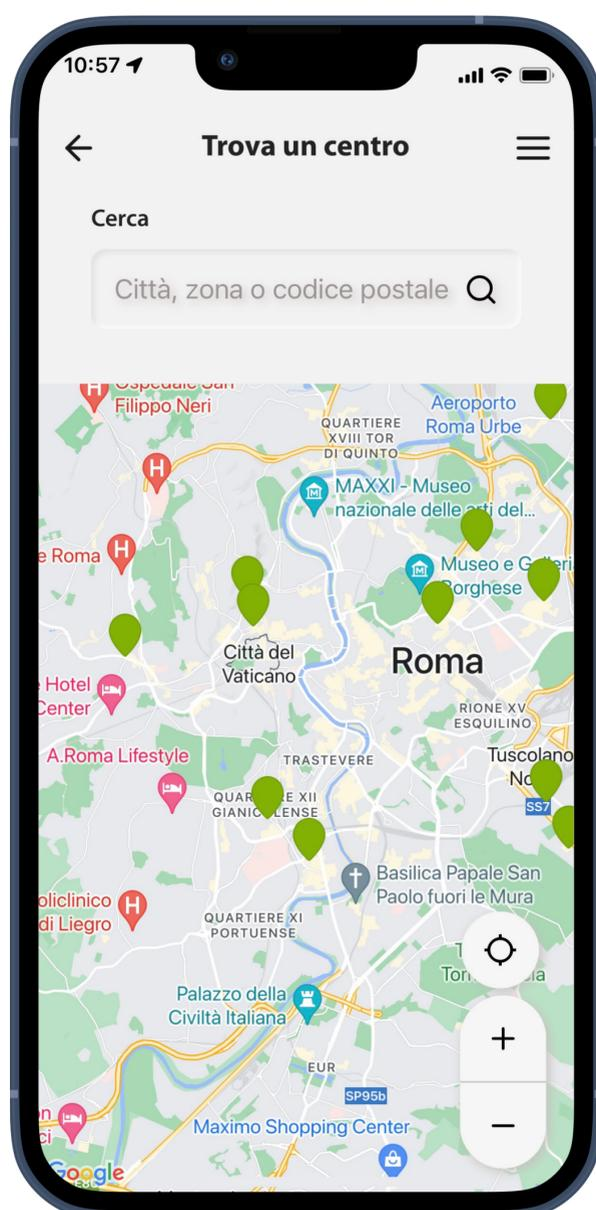 10:57
Trova un centro
Cerca
Città, zona o codice postale
Ospedale San
Filippo Neri
Aeroporto
Roma Urbe
QUARTIERE
XVIII TOR
DI QUINTO
H
MAXXI - Museo
nazionale delle arti del...
e Roma H
Museo e Galleri
Borghese
Città del
Vaticano
Roma
e Hotel
Center
RIONE XV
ESQUILINO
A.Roma Lifestyle
TRASTEVERE
Tuscolano
SS7
GIANICOLENSE
Basilica Papale San
Paolo fuori le Mura
oliclinico
di Liegro H
QUARTIERE XI
PORTUENSE
Palazzo della
Civiltà Italiana
EUR
SP95b
Maximo Shopping Center
on
ci
Google